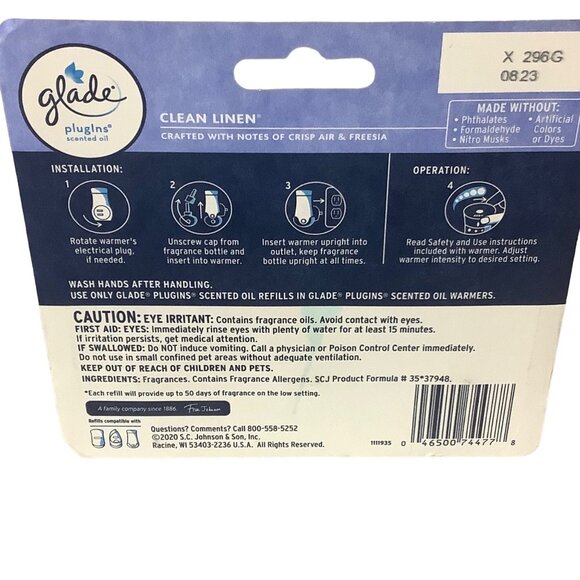 X 296G
0823
glade®
plugins®
scented oil
CLEAN LINEN®
CRAFTED WITH NOTES OF CRISP AIR & FREESIA
MADE WITHOUT:
• Phthalates
• Formaldehyde
• Nitro Musks
• Artificial
Colors
or Dyes
INSTALLATION:
1
Rotate warmer's
electrical plug,
if needed.
2
Unscrew cap from
fragrance bottle and
insert into warmer.
3
Insert warmer upright into
outlet, keep fragrance
bottle upright at all times.
OPERATION:
4
Read Safety and Use instructions
included with warmer. Adjust
warmer intensity to desired setting.
WASH HANDS AFTER HANDLING.
USE ONLY GLADE® PLUGINS® SCENTED OIL REFILLS IN GLADE® PLUGINS® SCENTED OIL WARMERS.
CAUTION: EYE IRRITANT: Contains fragrance oils. Avoid contact with eyes.
FIRST AID: EYES: Immediately rinse eyes with plenty of water for at least 15 minutes.
If irritation persists, get medical attention.
IF SWALLOWED: Do NOT induce vomiting. Call a physician or Poison Control Center immediately.
Do not use in small confined pet areas without adequate ventilation.
KEEP OUT OF REACH OF CHILDREN AND PETS.
INGREDIENTS: Fragrances. Contains Fragrance Allergens. SCJ Product Formula # 35*37948.
*Each refill will provide up to 50 days of fragrance on the low setting.
A family company since 1886. Fisk Johnson
Refills compatible with
Questions? Comments? Call 800-558-5252
©2020 S.C. Johnson & Son, Inc.
Racine, WI 53403-2236 U.S.A. All Rights Reserved.
1111935
0 46500 74477 8